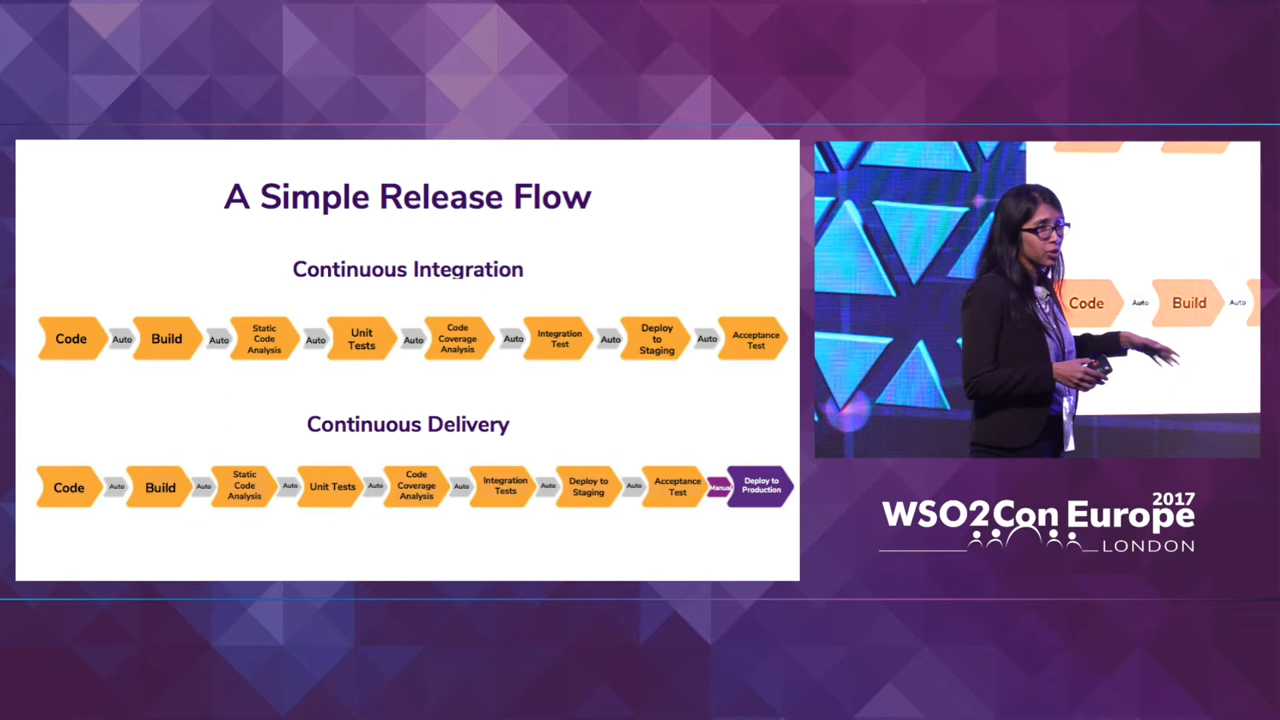 A Simple Release Flow
Continuous Integration
Code Auto Build Auto Static Code Analysis Auto Unit Tests Auto Code Coverage Analysis Auto Integration Test Auto Deploy to Staging Auto Acceptance Test
Continuous Delivery
Code Auto Build Auto Static Code Analysis Auto Unit Tests Auto Code Coverage Analysis Auto Integration Tests Auto Deploy to Staging Auto Acceptance Test Manual Deploy to Production
Code Auto Build Auto
2017
WSO2Con Europe
LONDON